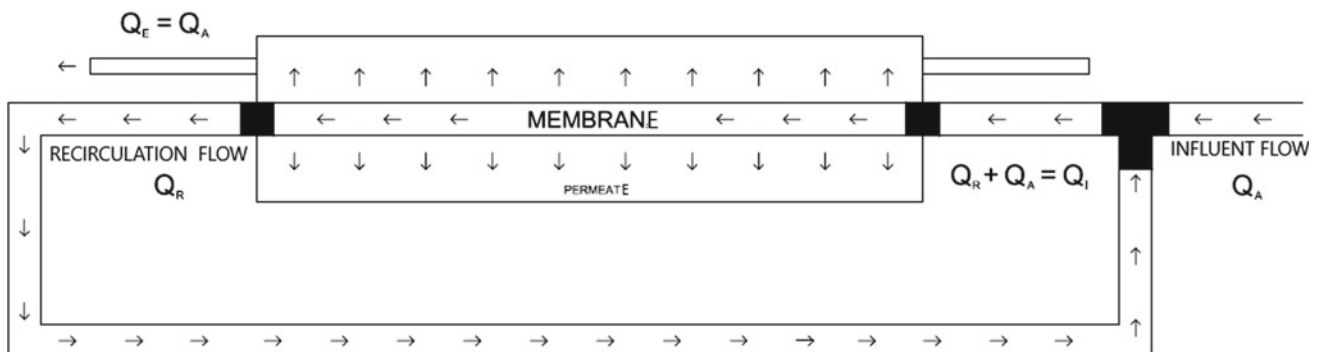 Q_E = Q_A
MEMBRANE
RECIRCULATION FLOW
Q_R
PERMEATE
Q_R + Q_A = Q_I
INFLUENT FLOW
Q_A